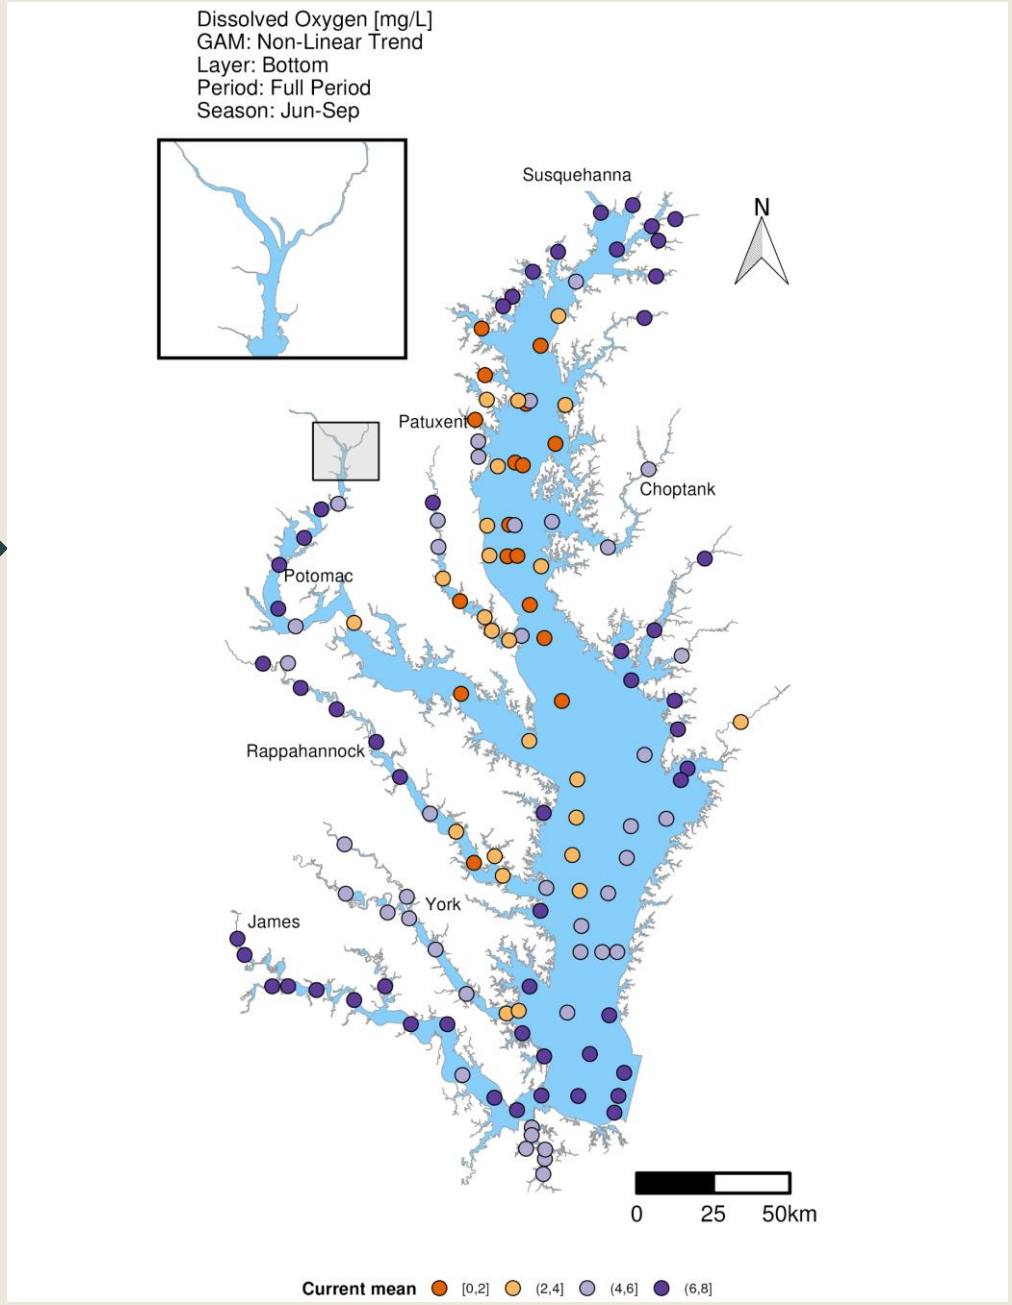 Dissolved Oxygen [mg/L]
GAM: Non-Linear Trend
Layer: Bottom
Period: Full Period
Season: Jun-Sep
Susquehanna
N
Patuxent
Choptank
Potomac
Rappahannock
York
James
0 25 50km
Current mean [0,2] (2,4] (4,6] (6,8]